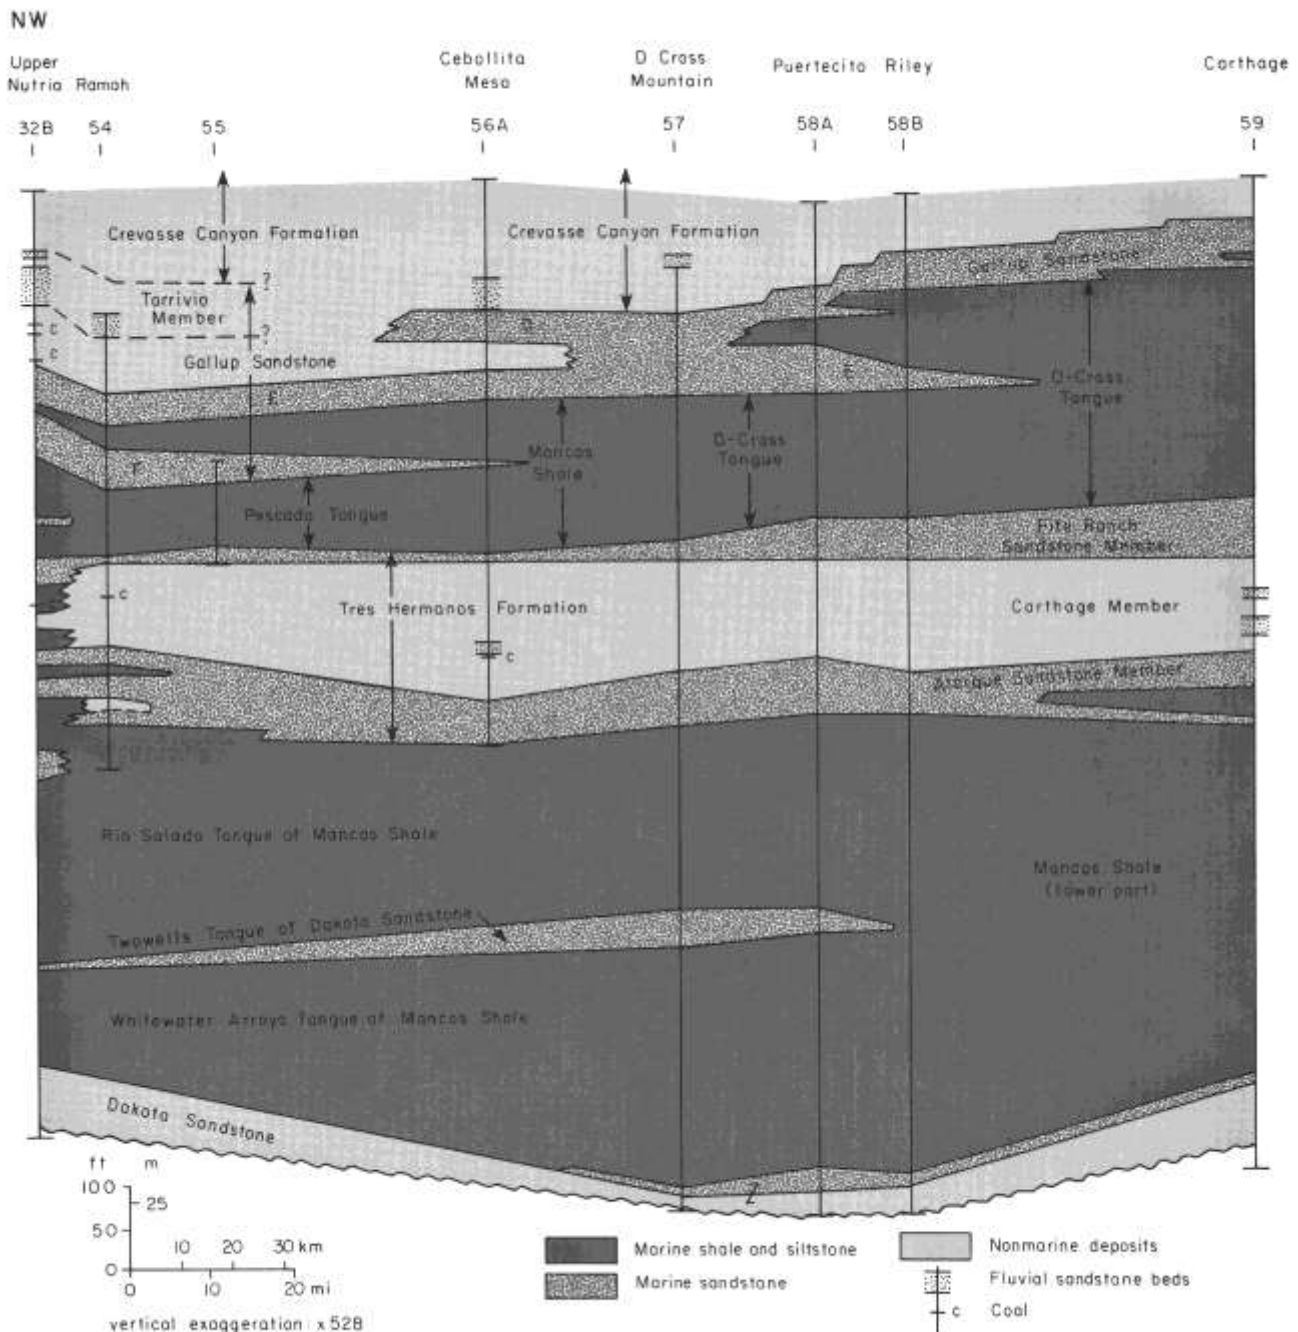 NW
Upper
Nutria Ramah
Cebollita
Mesa
D Cross
Mountain
Puertecito Riley
Carthage
32B 54 55 56A 57 58A 58B 59
Crevasse Canyon Formation
Crevasse Canyon Formation
Gallup Sandstone
Torrivio
Member
?
?
D
c
c
Gallup Sandstone
E
E
D-Cross
Tongue
Mancos
Shale
D-Cross
Tongue
F
Pescado Tongue
Fite Ranch
Sandstone Member
c
Tres Hermanos Formation
Carthage Member
c
Atarque Sandstone Member
Rio Salado Tongue of Mancos Shale
Mancos Shale
(lower part)
Twowells Tongue of Dakota Sandstone
Whitewater Arroyo Tongue of Mancos Shale
Dakota Sandstone
Z
ft m
100
25
50
10 20 30 km
0
0 10 20 mi
vertical exaggeration: x 528
Marine shale and siltstone
Marine sandstone
Nonmarine deposits
Fluvial sandstone beds
c Coal